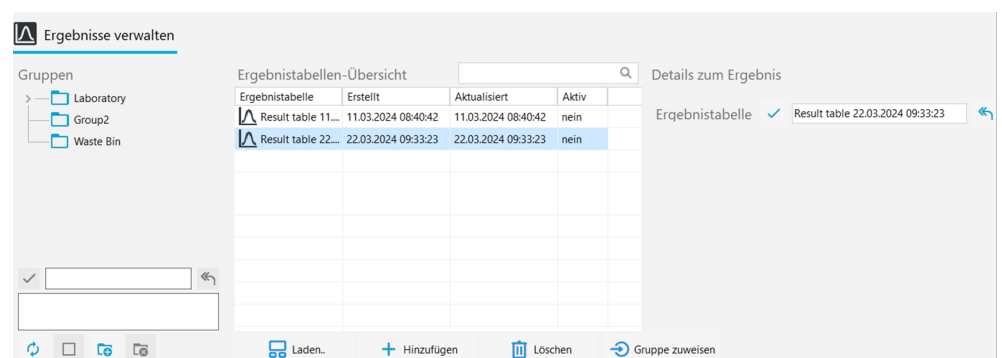 Ergebnisse verwalten
Gruppen
Laboratory
Group2
Waste Bin
Ergebnistabellen-Übersicht
Ergebnistabelle Erstellt Aktualisiert Aktiv
Result table 11.... 11.03.2024 08:40:42 11.03.2024 08:40:42 nein
Result table 22.... 22.03.2024 09:33:23 22.03.2024 09:33:23 nein
Details zum Ergebnis
Ergebnistabelle Result table 22.03.2024 09:33:23
Laden.. Hinzufügen Löschen Gruppe zuweisen